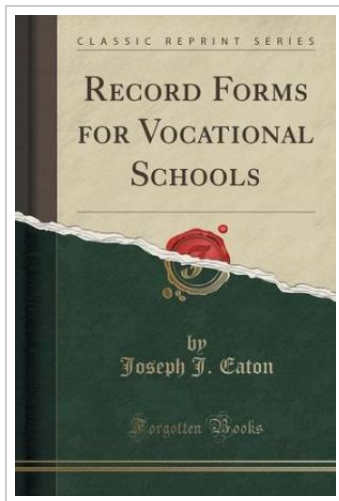 CLASSIC REPRINT SERIES
RECORD FORMS
FOR VOCATIONAL
SCHOOLS
by
Joseph J. Eaton
Forgotten Books